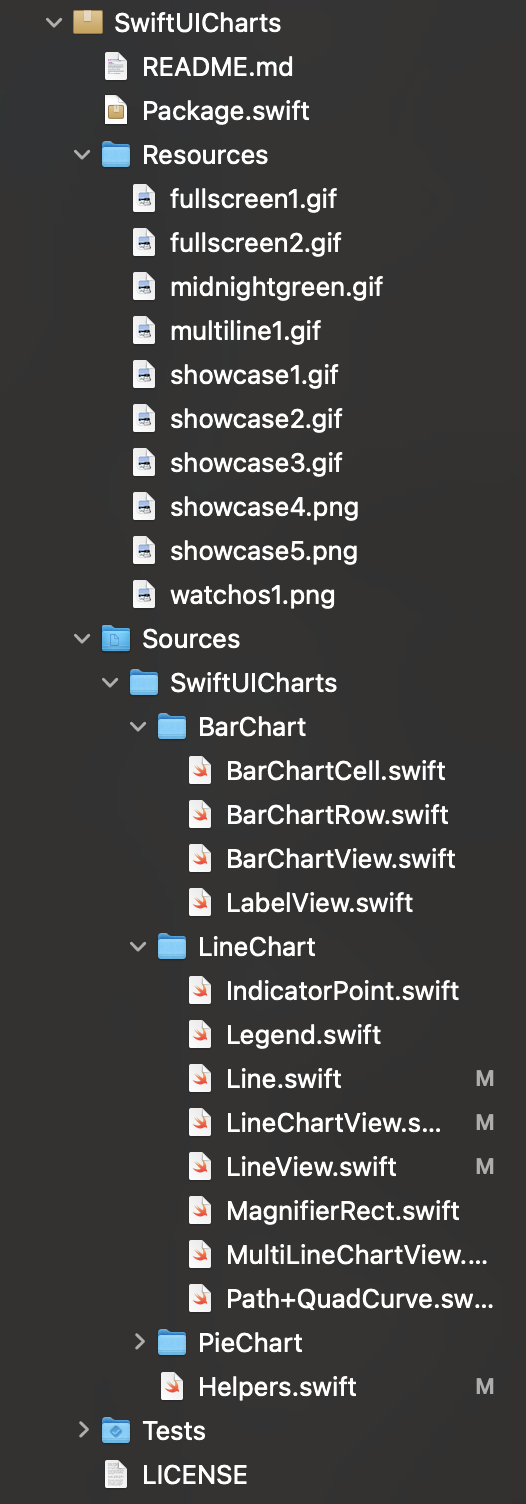 SwiftUICharts
README.md
Package.swift
Resources
fullscreen1.gif
fullscreen2.gif
midnightgreen.gif
multiline1.gif
showcase1.gif
showcase2.gif
showcase3.gif
showcase4.png
showcase5.png
watchos1.png
Sources
SwiftUICharts
BarChart
BarChartCell.swift
BarChartRow.swift
BarChartView.swift
LabelView.swift
LineChart
IndicatorPoint.swift
Legend.swift
Line.swift M
LineChartView.s... M
LineView.swift M
MagnifierRect.swift
MultiLineChartView....
Path+QuadCurve.sw...
PieChart
Helpers.swift M
Tests
LICENSE